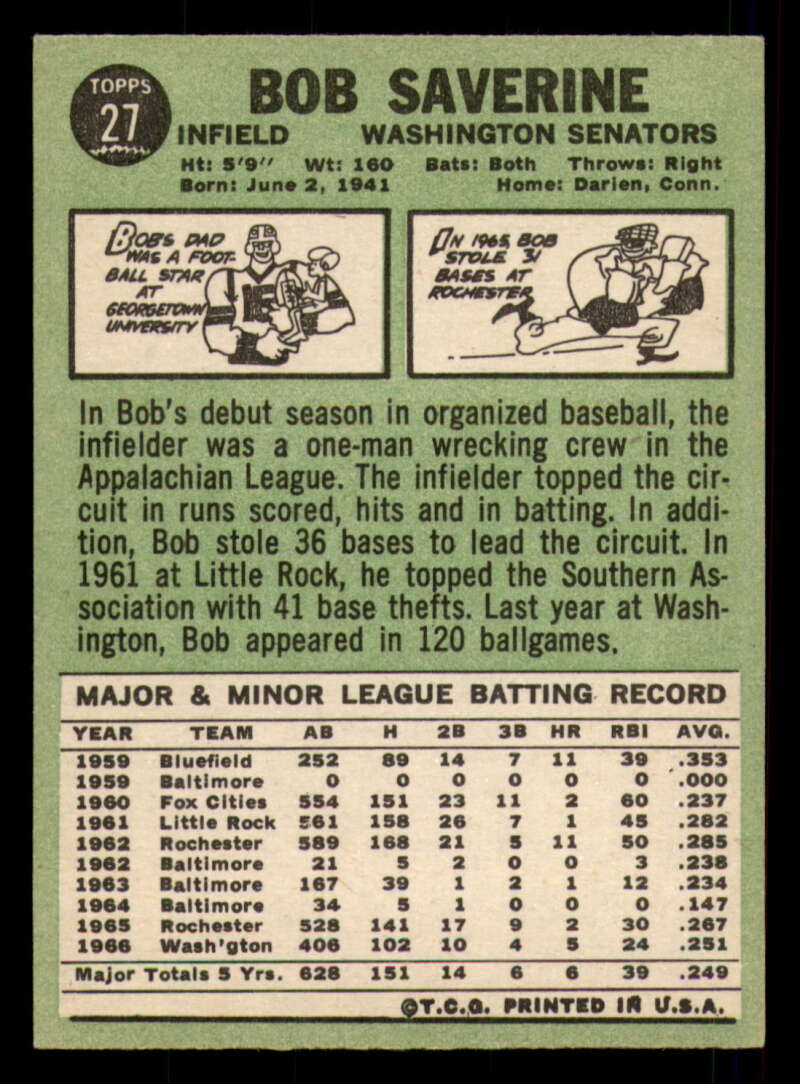 TOPPS
27
BOB SAVERINE
INFIELD WASHINGTON SENATORS
Ht: 5'9" Wt: 160 Bats: Both Throws: Right
Born: June 2, 1941 Home: Darien, Conn.
BOB'S DAD
WAS A FOOT-
BALL STAR
AT
GEORGETOWN
UNIVERSITY
IN 1965, BOB
STOLE 31
BASES AT
ROCHESTER
In Bob's debut season in organized baseball, the
infielder was a one-man wrecking crew in the
Appalachian League. The infielder topped the cir-
cuit in runs scored, hits and in batting. In addi-
tion, Bob stole 36 bases to lead the circuit. In
1961 at Little Rock, he topped the Southern As-
sociation with 41 base thefts. Last year at Wash-
ington, Bob appeared in 120 ballgames.
MAJOR & MINOR LEAGUE BATTING RECORD
YEAR TEAM AB H 2B 3B HR RBI AVG.
1959 Bluefield 252 89 14 7 11 39 .353
1959 Baltimore 0 0 0 0 0 0 .000
1960 Fox Cities 554 151 23 11 2 60 .237
1961 Little Rock 561 158 26 7 1 45 .282
1962 Rochester 589 168 21 5 11 50 .285
1962 Baltimore 21 5 2 0 0 3 .238
1963 Baltimore 167 39 1 2 1 12 .234
1964 Baltimore 34 5 1 0 0 0 .147
1965 Rochester 528 141 17 9 2 30 .267
1966 Wash'gton 406 102 10 4 5 24 .251
Major Totals 5 Yrs. 628 151 14 6 6 39 .249
©T.C.G. PRINTED IN U.S.A.